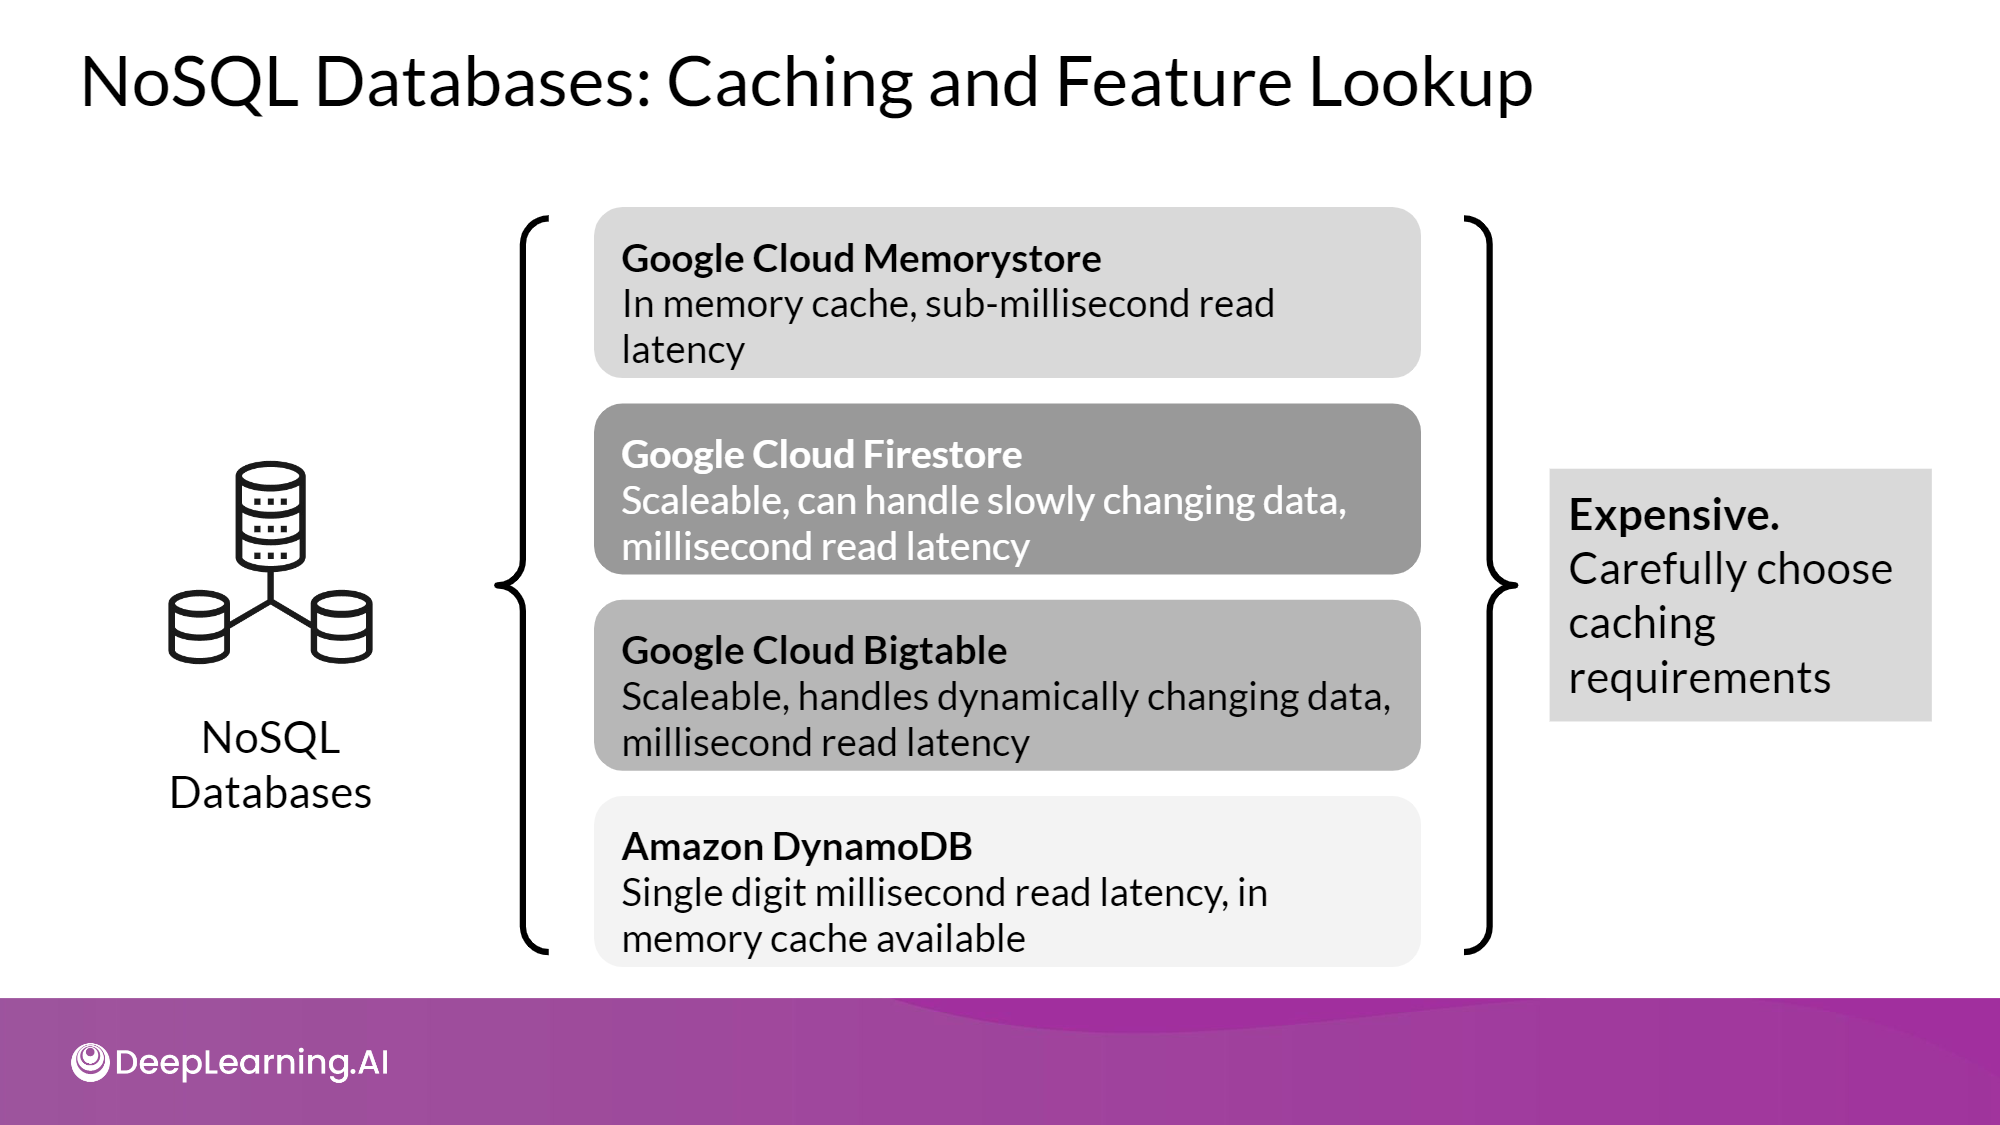 NoSQL Databases: Caching and Feature Lookup
Google Cloud Memorystore
In memory cache, sub-millisecond read
latency
Google Cloud Firestore
Scaleable, can handle slowly changing data,
millisecond read latency
Google Cloud Bigtable
Scaleable, handles dynamically changing data,
millisecond read latency
Amazon DynamoDB
Single digit millisecond read latency, in
memory cache available
NoSQL
Databases
Expensive.
Carefully choose
caching
requirements
DeepLearning.AI